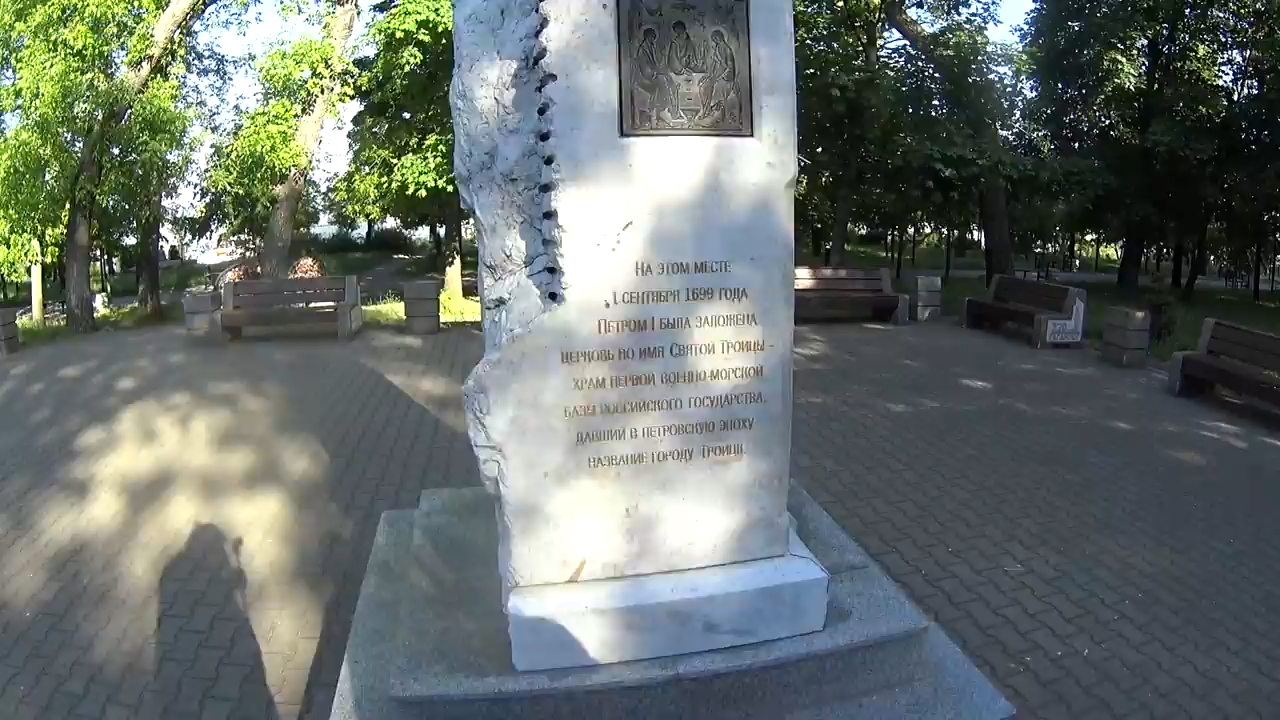 На этом месте
1 сентября 1699 года
Петром I была заложена
церковь во имя Святой Троицы –
храм первой военно-морской
базы российского государства,
давший в петровскую эпоху
название городу Троицк.